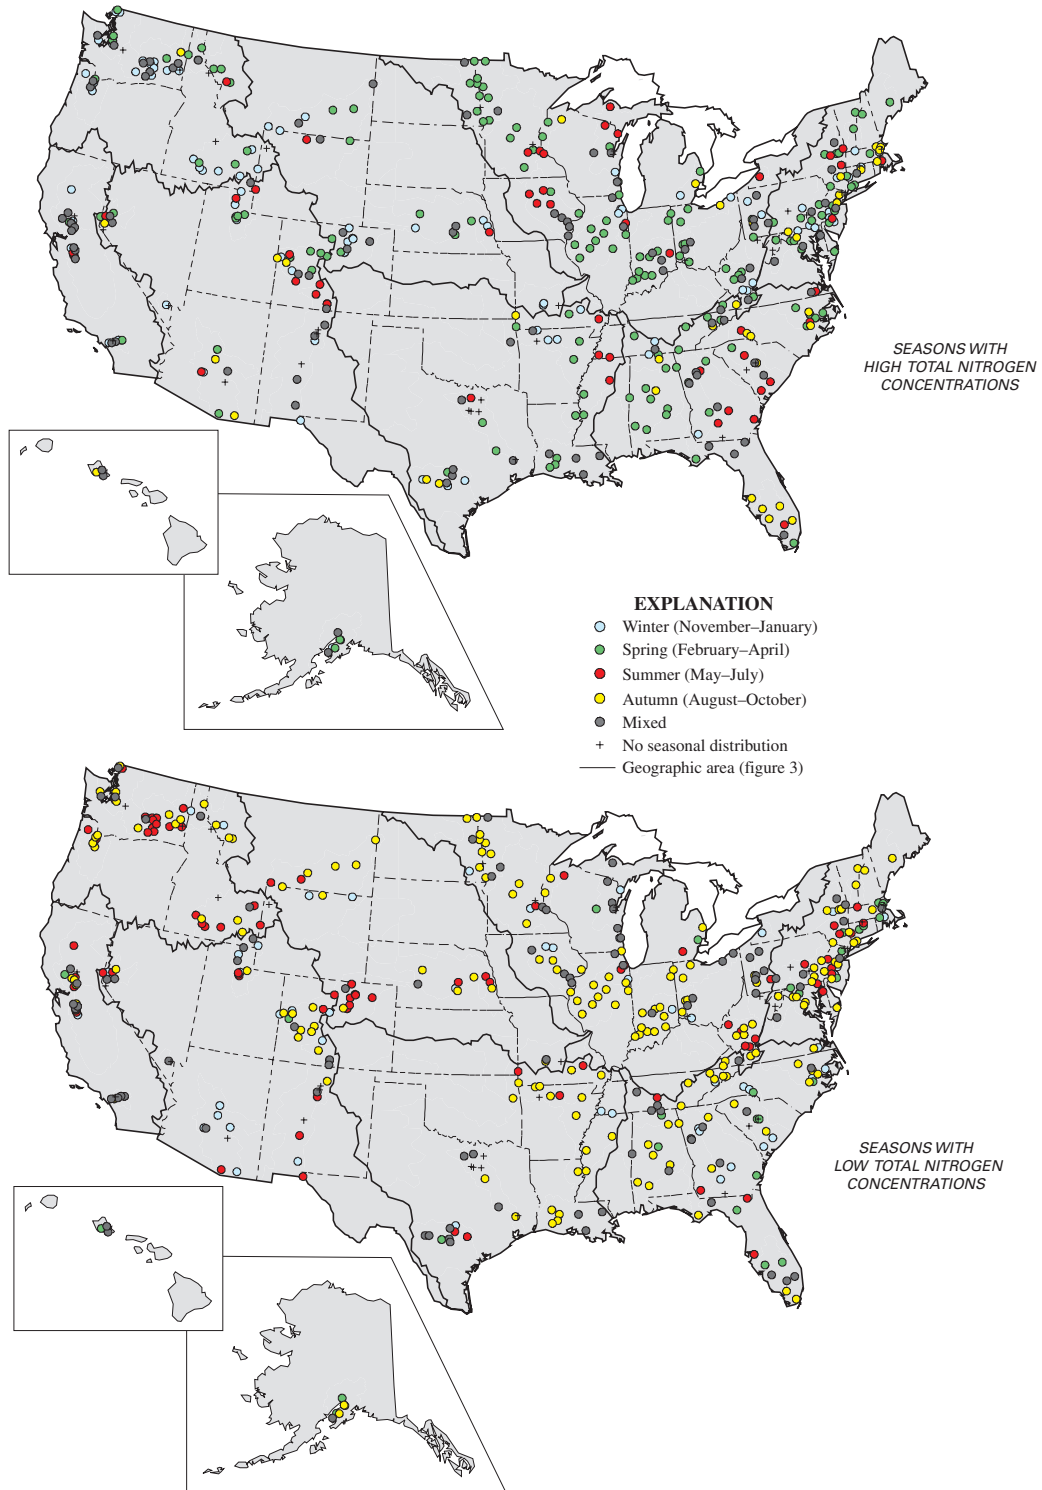 SEASONS WITH
HIGH TOTAL NITROGEN
CONCENTRATIONS
EXPLANATION
Winter (November–January)
Spring (February–April)
Summer (May–July)
Autumn (August–October)
Mixed
No seasonal distribution
Geographic area (figure 3)
SEASONS WITH
LOW TOTAL NITROGEN
CONCENTRATIONS